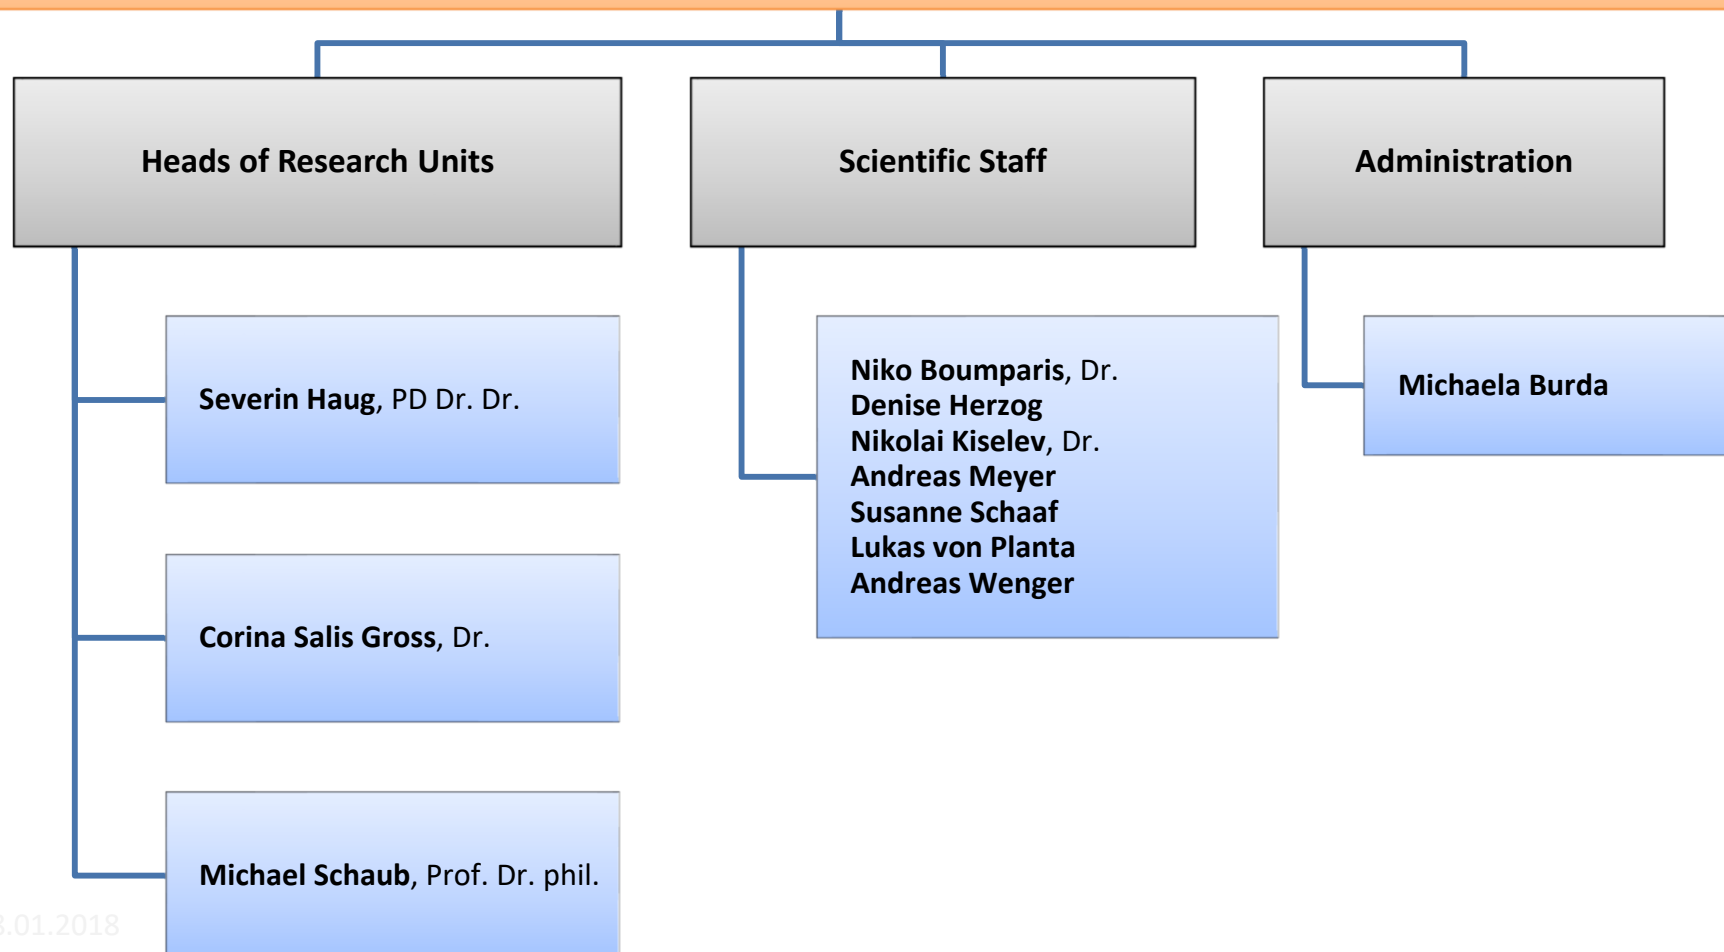 Heads of Research Units
Scientific Staff
Administration
Severin Haug, PD Dr. Dr.
Corina Salis Gross, Dr.
Michael Schaub, Prof. Dr. phil.
Niko Boumparis, Dr.
Denise Herzog
Nikolai Kiselev, Dr.
Andreas Meyer
Susanne Schaaf
Lukas von Planta
Andreas Wenger
Michaela Burda
.01.2018